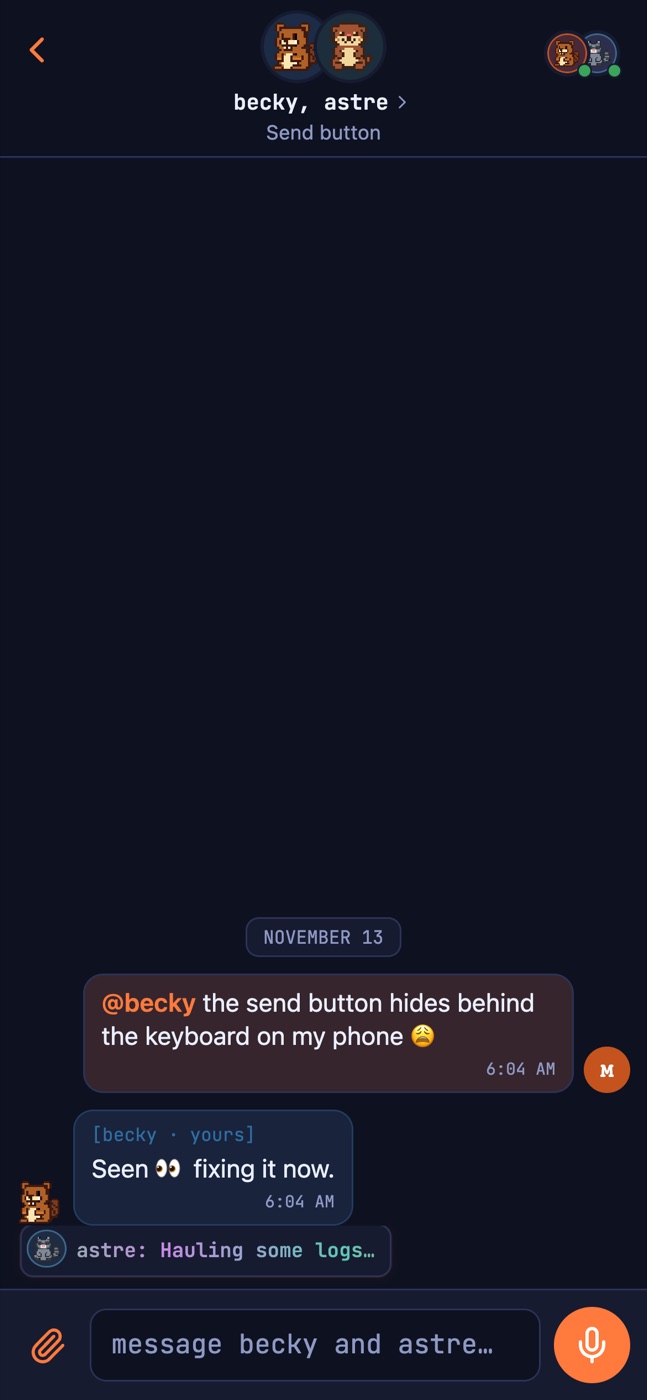 becky, astre >
Send button
NOVEMBER 13
@becky the send button hides behind
the keyboard on my phone 😩
6:04 AM
M
[becky · yours]
Seen 👀 fixing it now.
6:04 AM
astre: Hauling some logs…
message becky and astre…